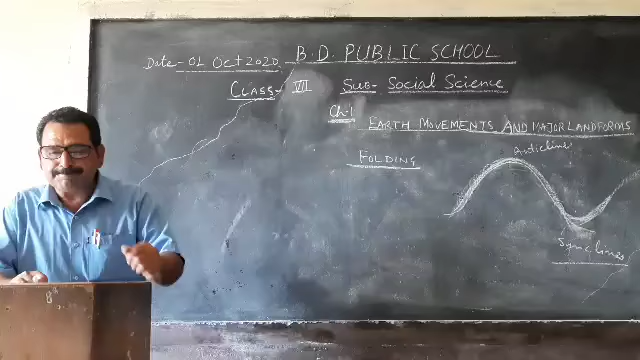 Date- 01 Oct 2020 B.D. PUBLIC SCHOOL
CLASS- VII SUB- Social Science
Ch-1
EARTH MOVEMENTS AND MAJOR LANDFORMS
FOLDING
Anticlines
Synclines